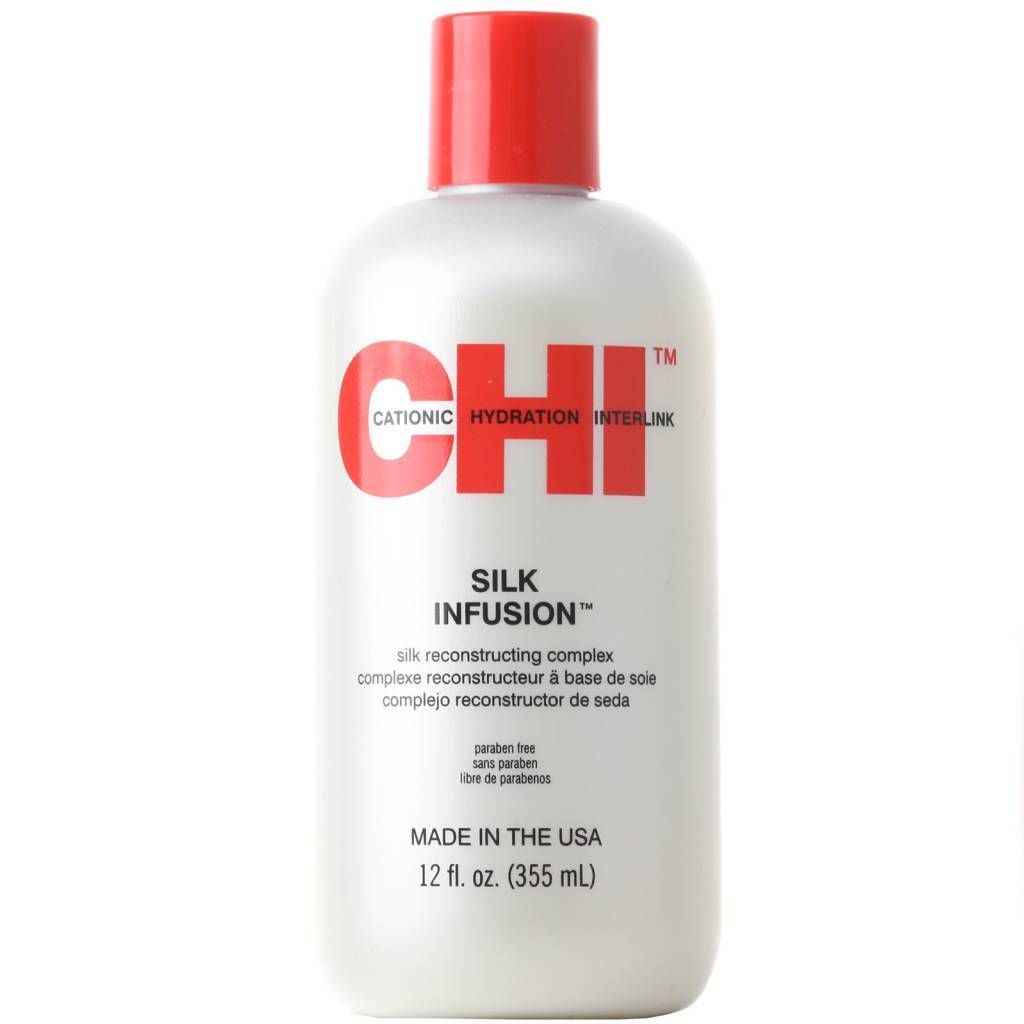 CHI™
CATIONIC HYDRATION INTERLINK
SILK
INFUSION™
silk reconstructing complex
complexe reconstructeur ä base de soie
complejo reconstructor de seda
paraben free
sans paraben
libre de parabenos
MADE IN THE USA
12 fl. oz. (355 mL)